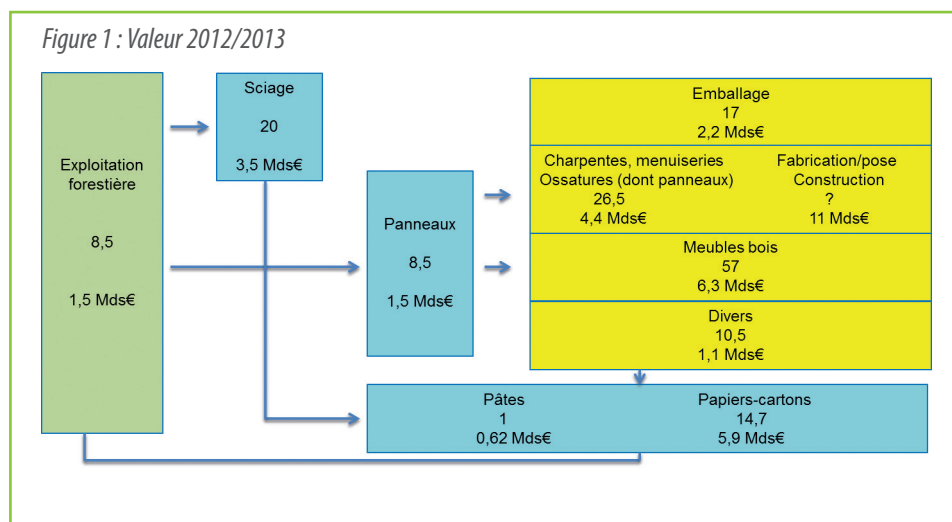 Figure 1 : Valeur 2012/2013
Exploitation
forestière
8,5
1,5 Mds€
Sciage
20
3,5 Mds€
Panneaux
8,5
1,5 Mds€
Emballage
17
2,2 Mds€
Charpentes, menuiseries
Ossatures (dont panneaux)
26,5
4,4 Mds€
Fabrication/pose
Construction
?
11 Mds€
Meubles bois
57
6,3 Mds€
Divers
10,5
1,1 Mds€
Pâtes
1
0,62 Mds€
Papiers-cartons
14,7
5,9 Mds€